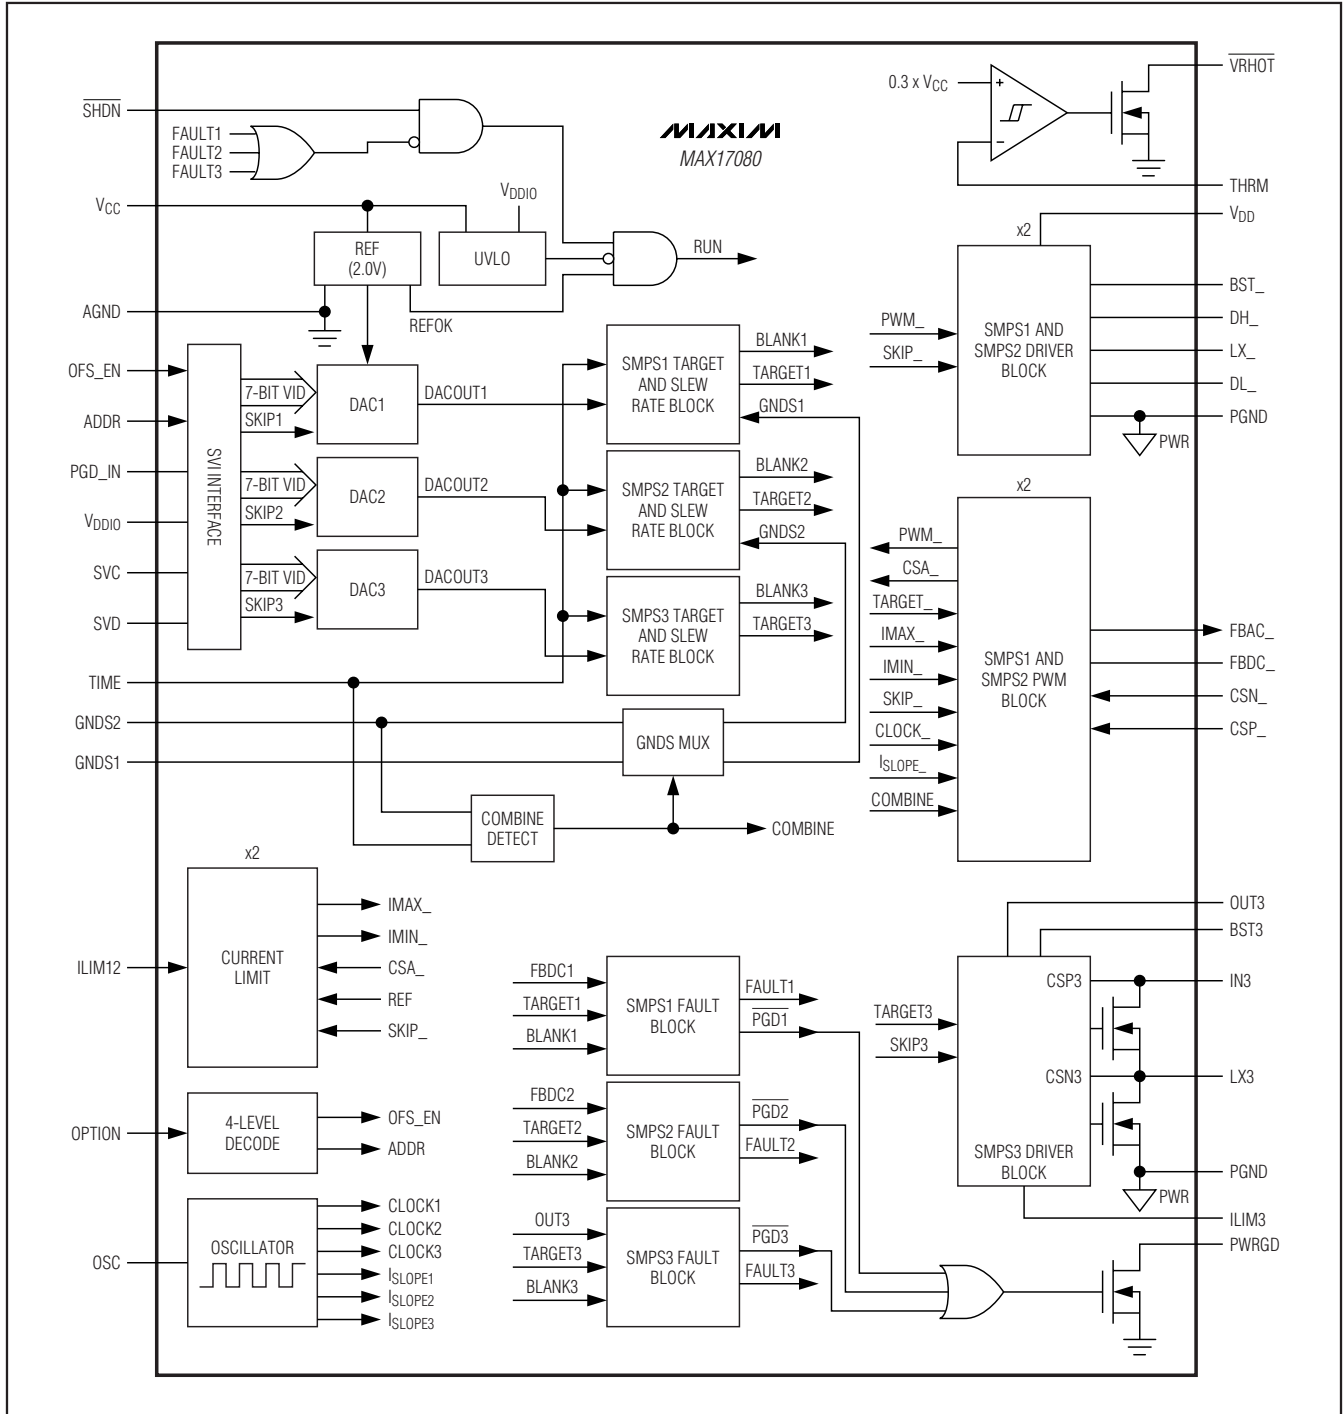 SHDN
FAULT1
FAULT2
FAULT3
VCC
AGND
OFS_EN
ADDR
PGD_IN
VDDIO
SVC
SVD
TIME
GNDS2
GNDS1
ILIM12
OPTION
OSC
MAXIM
MAX17080
REF
(2.0V)
UVLO
VDDIO
RUN
REFOK
SVI INTERFACE
7-BIT VID
SKIP1
DAC1
DACOUT1
7-BIT VID
SKIP2
DAC2
DACOUT2
7-BIT VID
SKIP3
DAC3
DACOUT3
SMPS1 TARGET
AND SLEW
RATE BLOCK
BLANK1
TARGET1
GNDS1
SMPS2 TARGET
AND SLEW
RATE BLOCK
BLANK2
TARGET2
GNDS2
SMPS3 TARGET
AND SLEW
RATE BLOCK
BLANK3
TARGET3
GNDS MUX
COMBINE
DETECT
COMBINE
x2
CURRENT
LIMIT
IMAX_
IMIN_
CSA_
REF
SKIP_
4-LEVEL
DECODE
OFS_EN
ADDR
OSCILLATOR
CLOCK1
CLOCK2
CLOCK3
ISLOPE1
ISLOPE2
ISLOPE3
FBDC1
TARGET1
BLANK1
SMPS1 FAULT
BLOCK
FAULT1
PGD1
FBDC2
TARGET2
BLANK2
SMPS2 FAULT
BLOCK
PGD2
FAULT2
OUT3
TARGET3
BLANK3
SMPS3 FAULT
BLOCK
PGD3
FAULT3
0.3 x VCC
+
−
VRHOT
THRM
VDD
x2
PWM_
SKIP_
SMPS1 AND
SMPS2 DRIVER
BLOCK
BST_
DH_
LX_
DL_
PGND
PWR
x2
PWM_
CSA_
TARGET_
IMAX_
IMIN_
SKIP_
CLOCK_
ISLOPE_
COMBINE
SMPS1 AND
SMPS2 PWM
BLOCK
FBAC_
FBDC_
CSN_
CSP_
OUT3
BST3
TARGET3
SKIP3
CSP3
CSN3
SMPS3 DRIVER
BLOCK
IN3
LX3
PGND
PWR
ILIM3
PWRGD